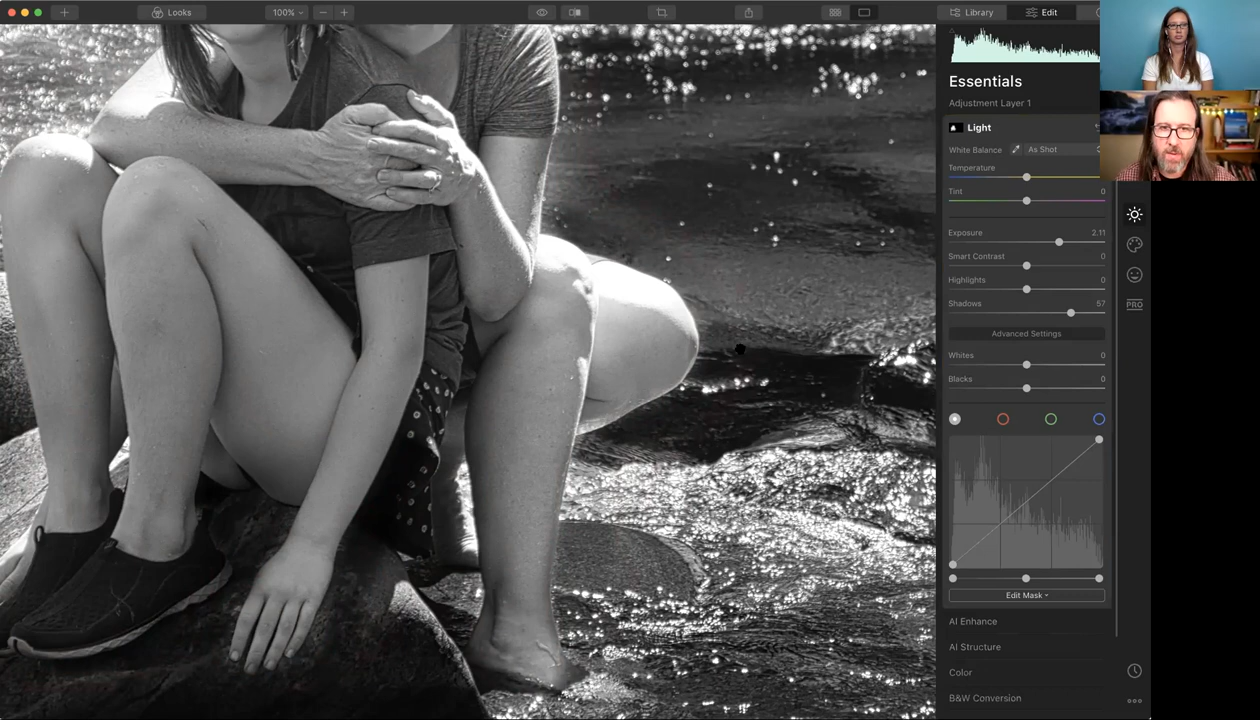 Looks
100%
Library
Edit
Essentials
Adjustment Layer 1
Light
White Balance
As Shot
Temperature
Tint
0
Exposure
2.11
Smart Contrast
0
Highlights
0
Shadows
57
Advanced Settings
Whites
0
Blacks
0
Edit Mask
AI Enhance
AI Structure
Color
B&W Conversion
PRO